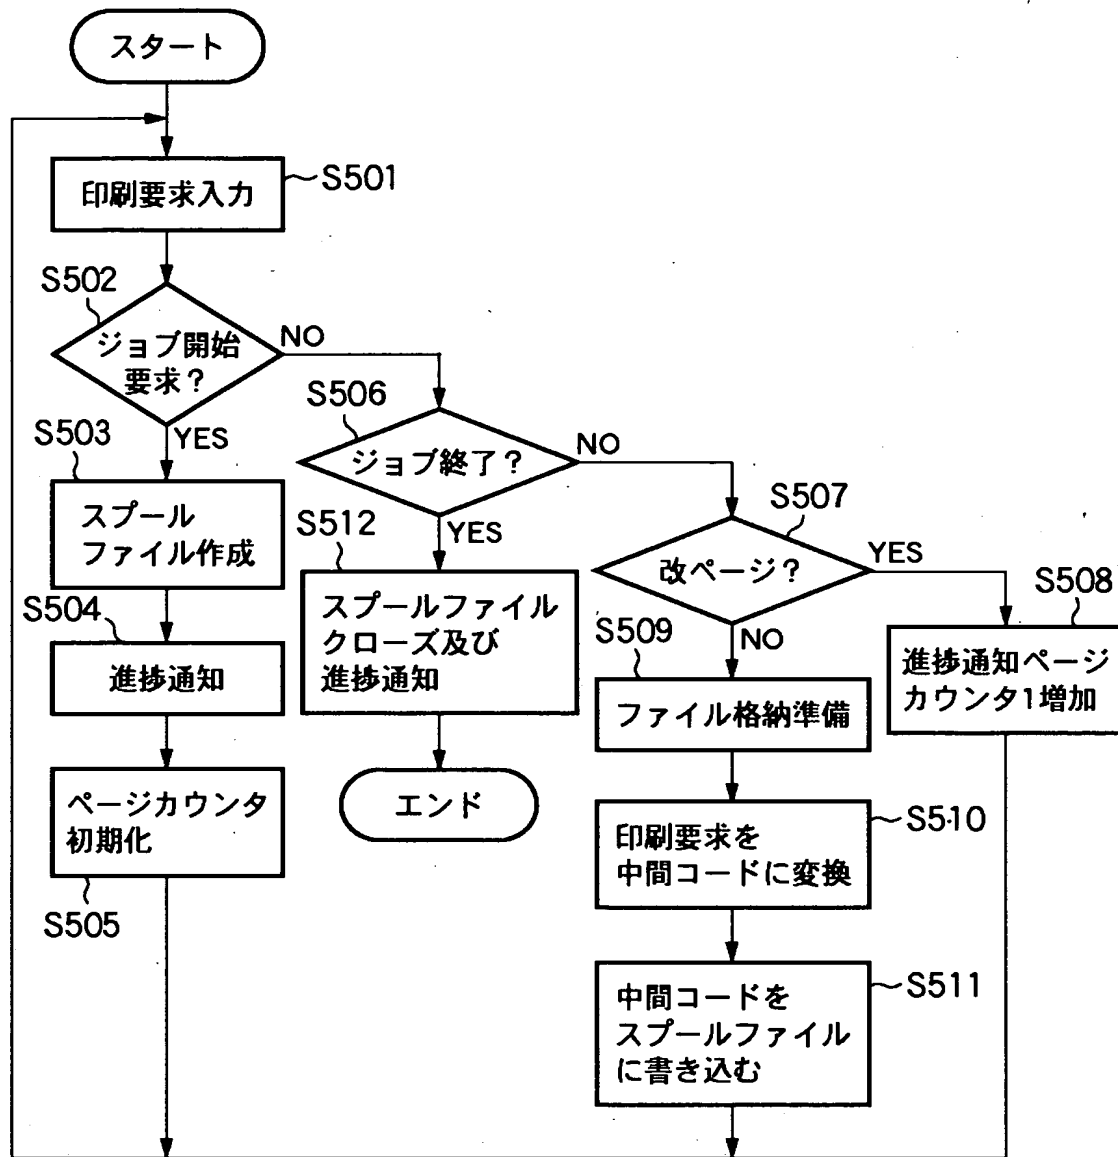 スタート
印刷要求入力
S501
S502
ジョブ開始
要求？
NO
YES
S503
スプール
ファイル作成
S504
進捗通知
ページカウンタ
初期化
S505
S506
ジョブ終了？
NO
YES
S512
スプールファイル
クローズ及び
進捗通知
エンド
S507
改ページ？
YES
NO
S508
進捗通知ページ
カウンタ1増加
S509
ファイル格納準備
印刷要求を
中間コードに変換
S510
中間コードを
スプールファイル
に書き込む
S511